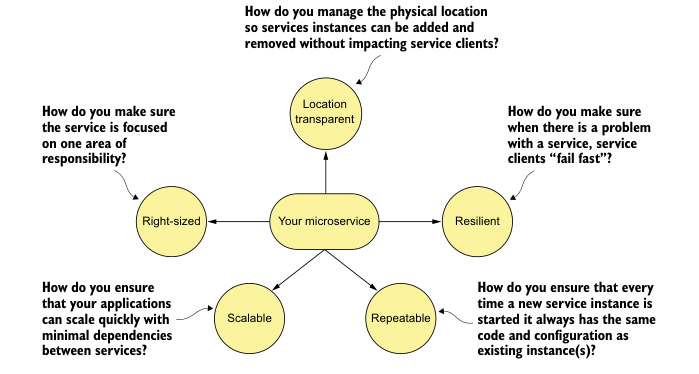 How do you manage the physical location
so services instances can be added and
removed without impacting service clients?
Location
transparent
How do you make sure
the service is focused
on one area of
responsibility?
How do you make sure
when there is a problem
with a service, service
clients “fail fast”?
Right-sized
Your microservice
Resilient
How do you ensure
that your applications
can scale quickly with
minimal dependencies
between services?
Scalable
Repeatable
How do you ensure that every
time a new service instance is
started it always has the same
code and configuration as
existing instance(s)?